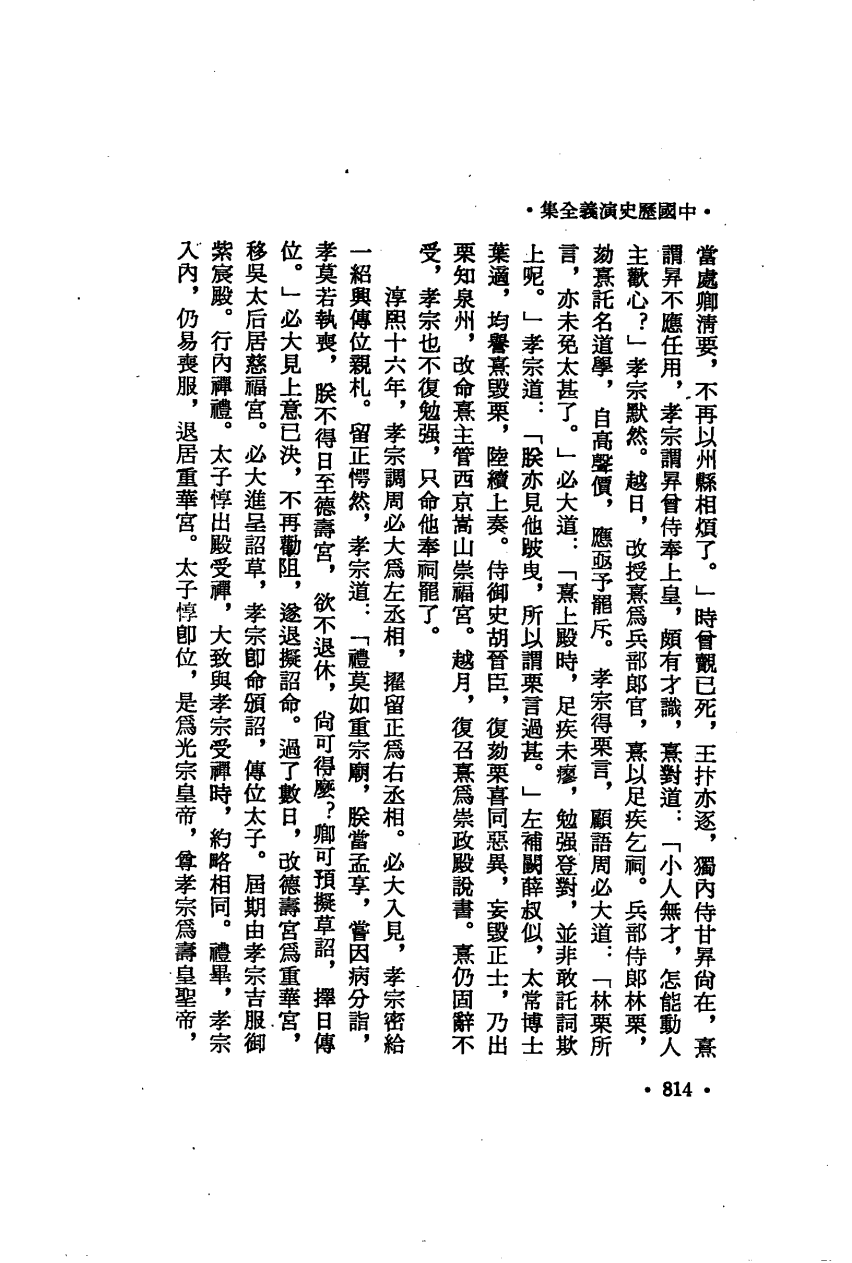 •中國歷史演義全集•
當處卿清要，不再以州縣相煩了。」時曾覿已死，王抃亦逐，獨內侍甘昇尙在，熹
謂昇不應任用，孝宗謂昇曾侍奉上皇，頗有才識，熹對道：「小人無才，怎能動人
主歡心？」孝宗默然。越日，改授熹爲兵部郎官，熹以足疾乞祠。兵部侍郎林栗，
劾熹託名道學，自高聲價，應亟予罷斥。孝宗得栗言，顧語周必大道：「林栗所
言，亦未免太甚了。」必大道：「熹上殿時，足疾未瘳，勉强登對，並非敢託詞欺
上呢。」孝宗道：「朕亦見他跛曳，所以謂栗言過甚。」左補闕薛叔似，太常博士
葉適，均譽熹毀栗，陸續上奏。侍御史胡晉臣，復劾栗喜同惡異，妄毀正士，乃出
栗知泉州，改命熹主管西京嵩山崇福宮。越月，復召熹爲崇政殿說書。熹仍固辭不
受，孝宗也不復勉强，只命他奉祠罷了。
淳熙十六年，孝宗調周必大爲左丞相，擢留正爲右丞相。必大入見，孝宗密給
一紹興傳位親札。留正愕然，孝宗道：「禮莫如重宗廟，朕當孟享，嘗因病分詣，
孝莫若執喪，朕不得日至德壽宮，欲不退休，尙可得麼？卿可預擬草詔，擇日傳
位。」必大見上意已決，不再勸阻，遂退擬詔命。過了數日，改德壽宮爲重華宮，
移吳太后居慈福宮。必大進呈詔草，孝宗卽命頒詔，傳位太子。屆期由孝宗吉服御
紫宸殿。行內禪禮。太子惇出殿受禪，大致與孝宗受禪時，約略相同。禮畢，孝宗
入內，仍易喪服，退居重華宮。太子惇卽位，是爲光宗皇帝，尊孝宗爲壽皇聖帝，
•814•